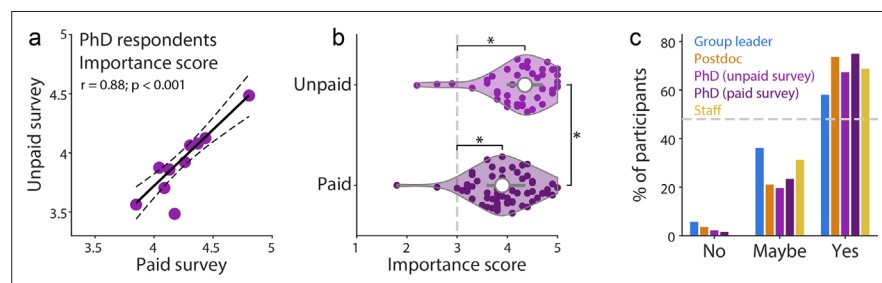 a
PhD respondents
Importance score
r = 0.88; p < 0.001
Unpaid survey
5
4.5
4
3.5
3.5
4
4.5
5
Paid survey
b
Unpaid
Paid
*
*
*
1
2
3
4
5
Importance score
c
Group leader
Postdoc
PhD (unpaid survey)
PhD (paid survey)
Staff
% of participants
80
60
40
20
0
No
Maybe
Yes